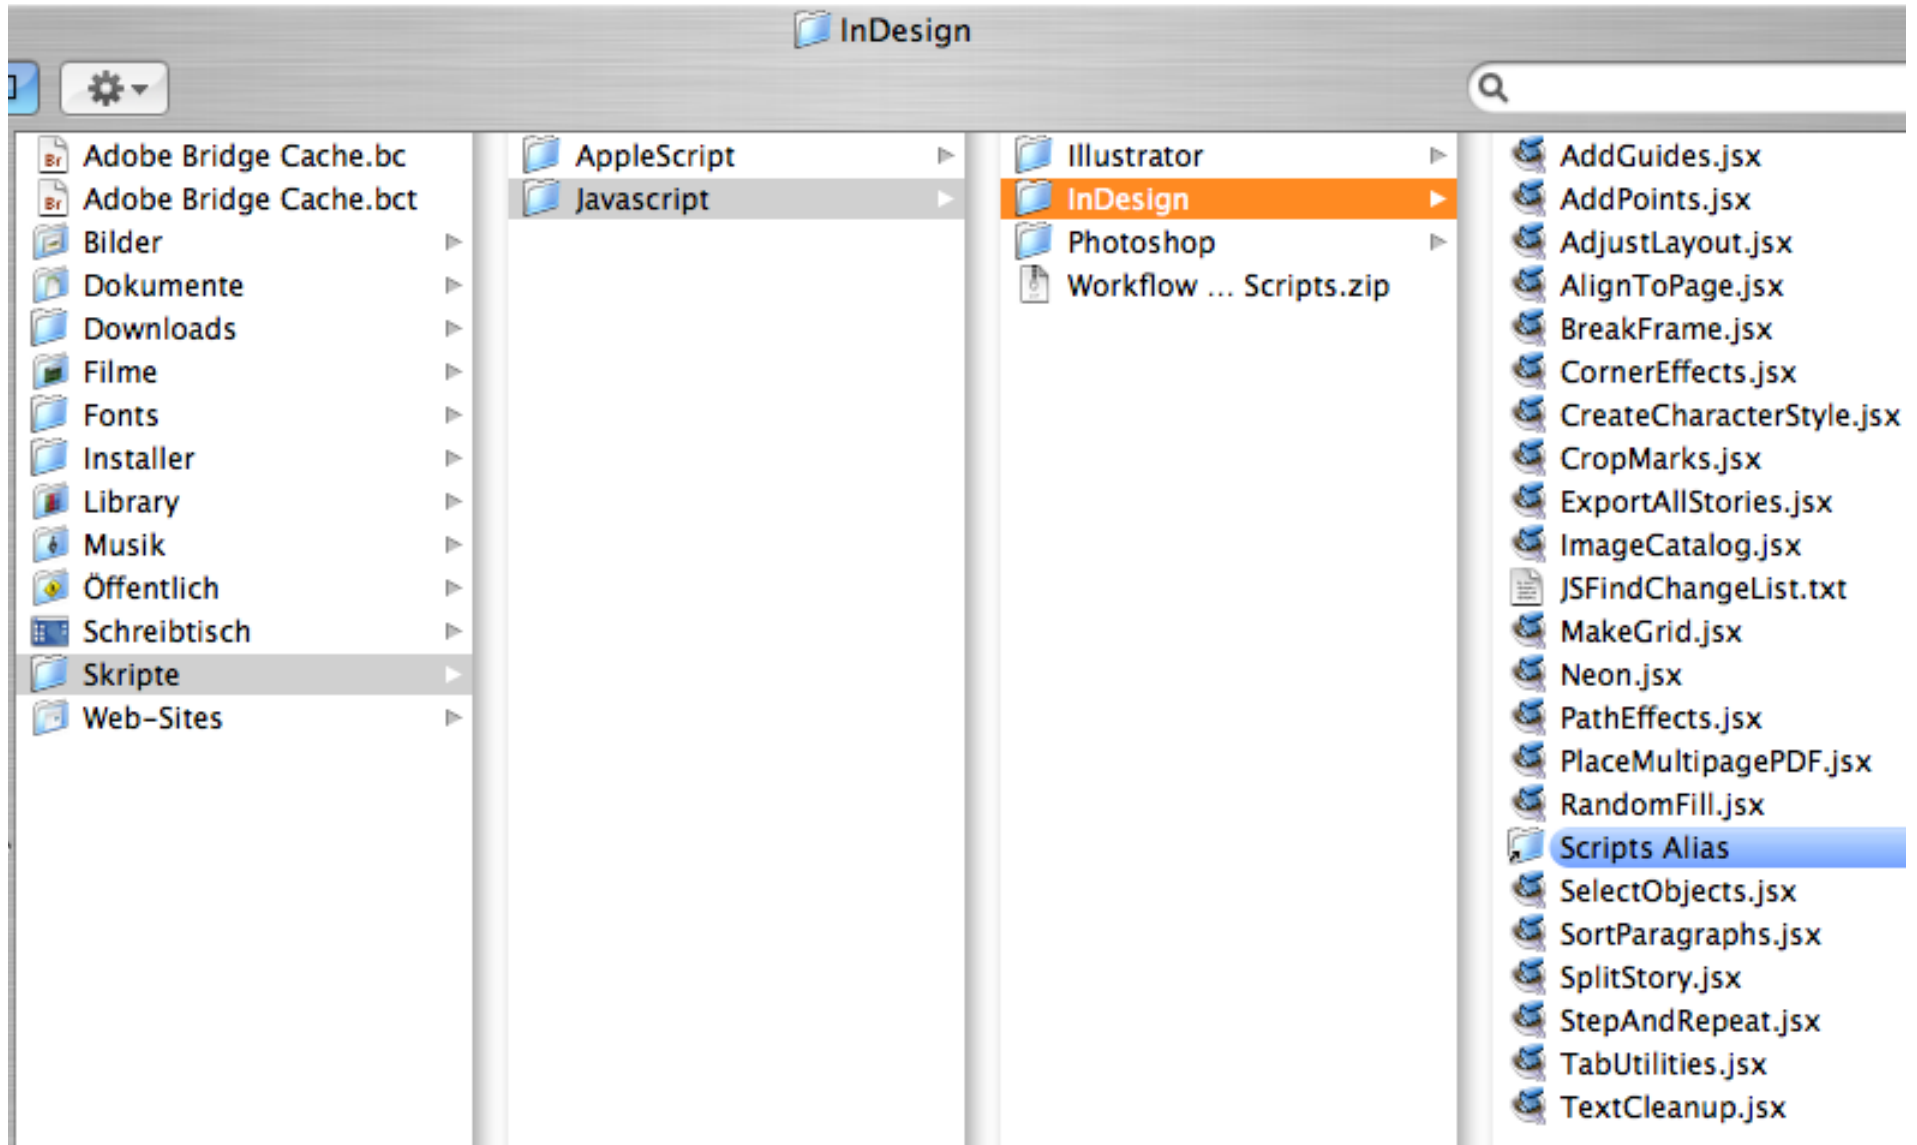 InDesign
Adobe Bridge Cache.bc
Adobe Bridge Cache.bct
Bilder
Dokumente
Downloads
Filme
Fonts
Installer
Library
Musik
Öffentlich
Schreibtisch
Skripte
Web-Sites
AppleScript
Javascript
Illustrator
InDesign
Photoshop
Workflow ... Scripts.zip
AddGuides.jsx
AddPoints.jsx
AdjustLayout.jsx
AlignToPage.jsx
BreakFrame.jsx
CornerEffects.jsx
CreateCharacterStyle.jsx
CropMarks.jsx
ExportAllStories.jsx
ImageCatalog.jsx
JSFindChangeList.txt
MakeGrid.jsx
Neon.jsx
PathEffects.jsx
PlaceMultipagePDF.jsx
RandomFill.jsx
Scripts Alias
SelectObjects.jsx
SortParagraphs.jsx
SplitStory.jsx
StepAndRepeat.jsx
TabUtilities.jsx
TextCleanup.jsx